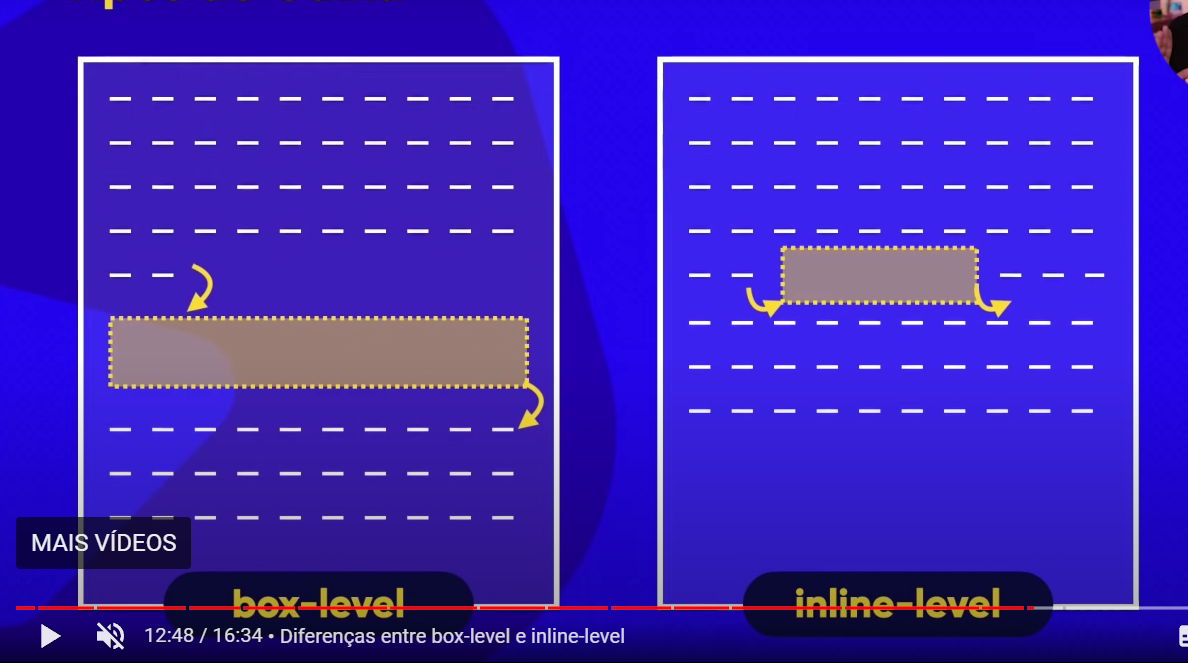 MAIS VÍDEOS
box-level
inline-level
12:48 / 16:34 • Diferenças entre box-level e inline-level